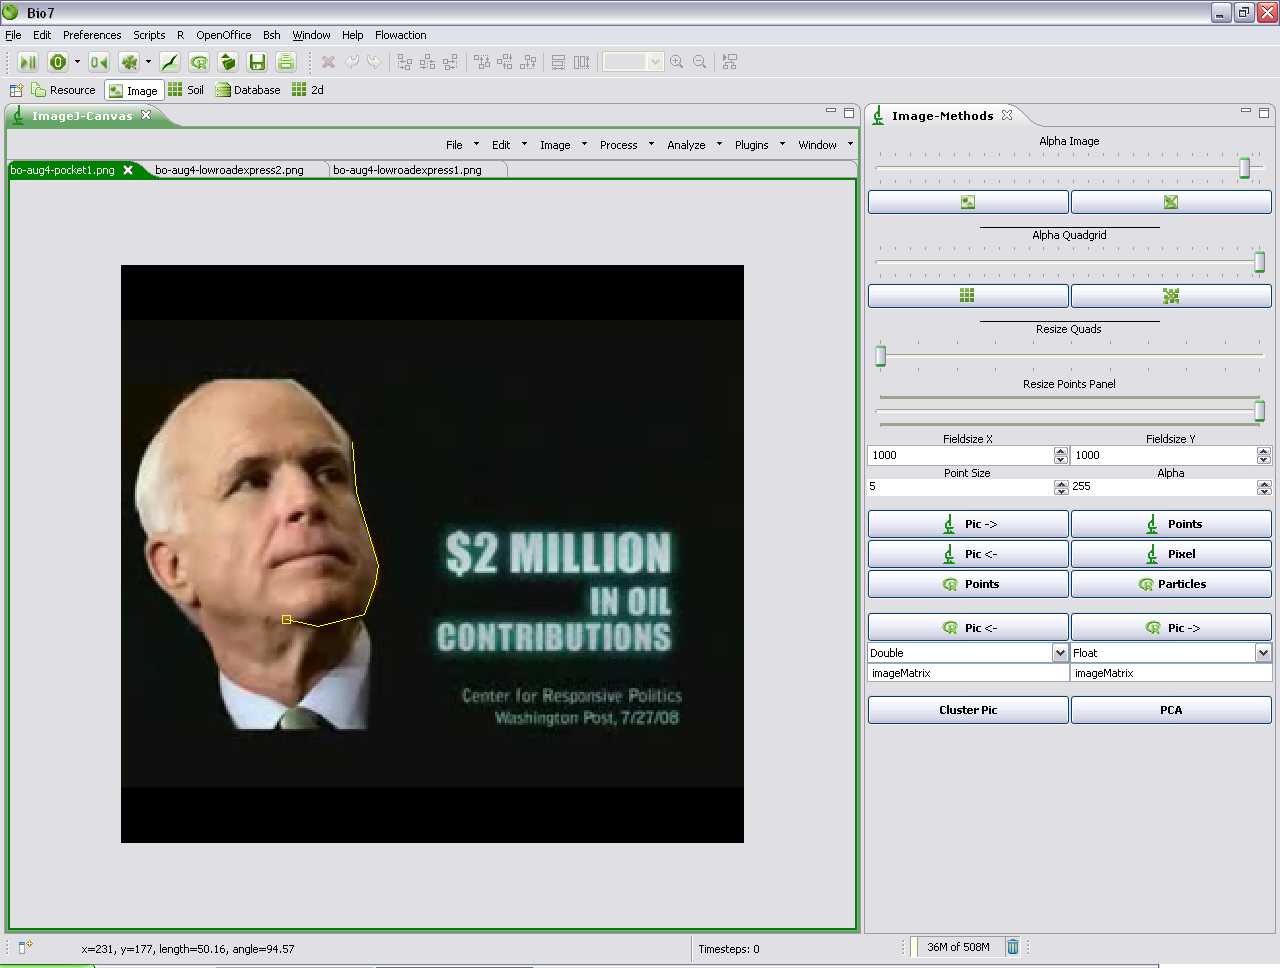 Bio7
File Edit Preferences Scripts R OpenOffice Bsh Window Help Flowaction
Resource Image Soil Database 2d
ImageJ-Canvas
File Edit Image Process Analyze Plugins Window
bo-aug4-pocket1.png bo-aug4-lowroadexpress2.png bo-aug4-lowroadexpress1.png
$2 MILLION
IN OIL
CONTRIBUTIONS
Center for Responsive Politics
Washington Post, 7/27/08
Image-Methods
Alpha Image
Alpha Quadgrid
Resize Quads
Resize Points Panel
Fieldsize X Fieldsize Y
1000 1000
Point Size Alpha
5 255
Pic -> Points
Pic <- Pixel
Points Particles
Pic <- Pic ->
Double Float
imageMatrix imageMatrix
Cluster Pic PCA
x=231, y=177, length=50.16, angle=94.57 Timesteps: 0 36M of 508M